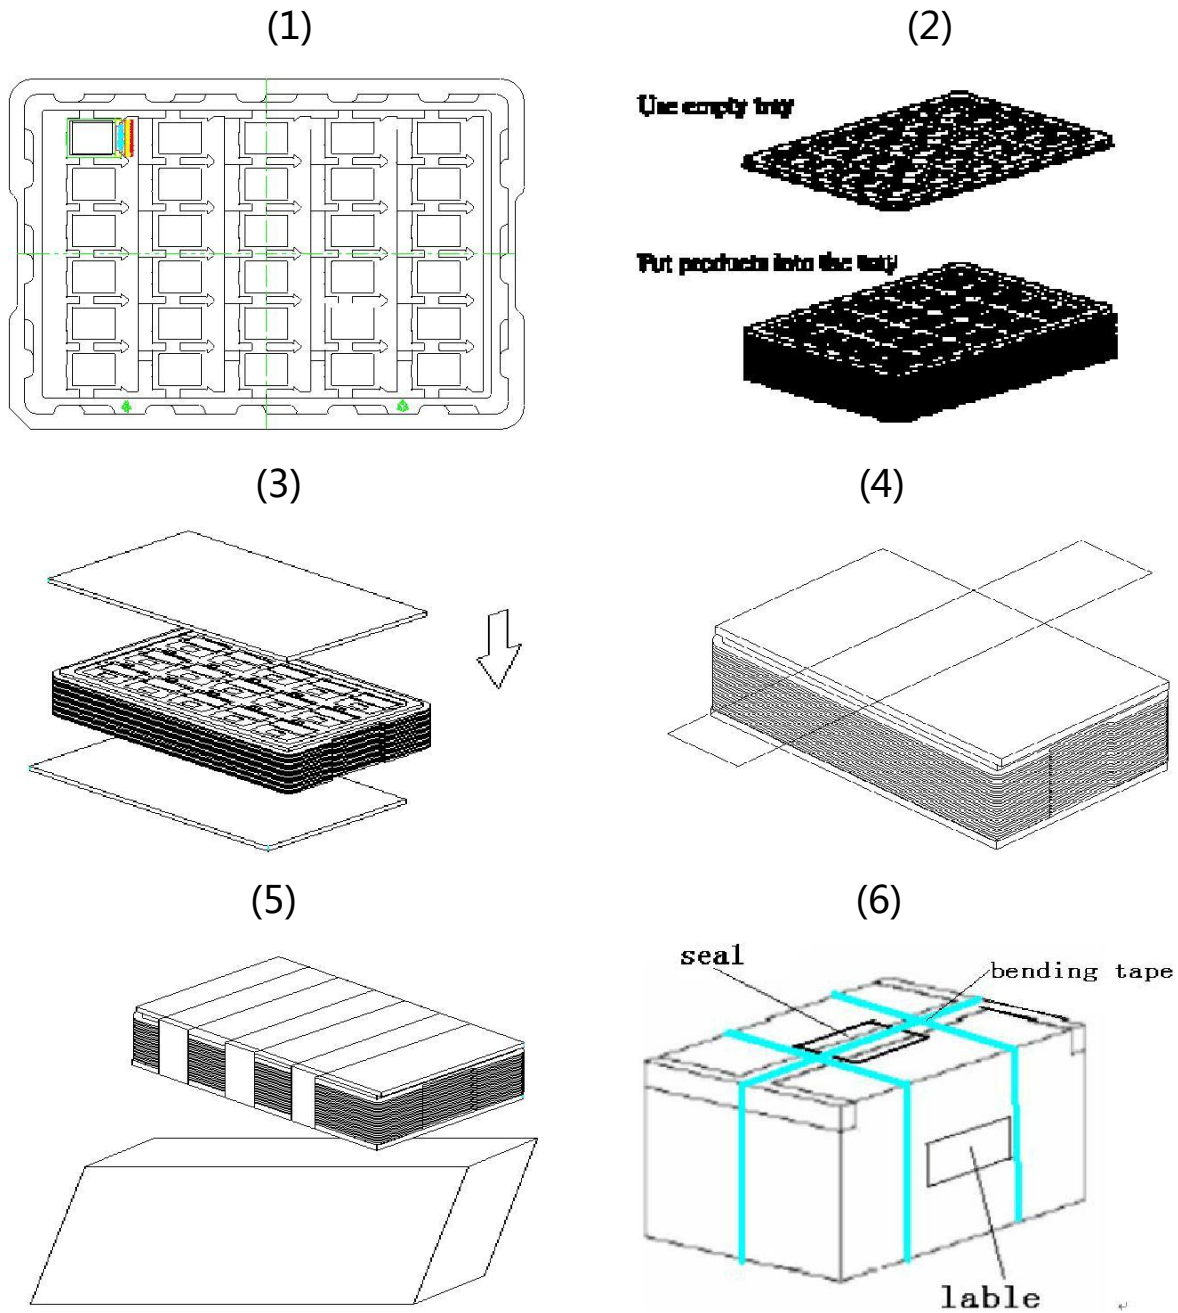 (1)
(2)
Use empty tray
Put products into the tray
(3)
(4)
(5)
(6)
seal
bending tape
lable